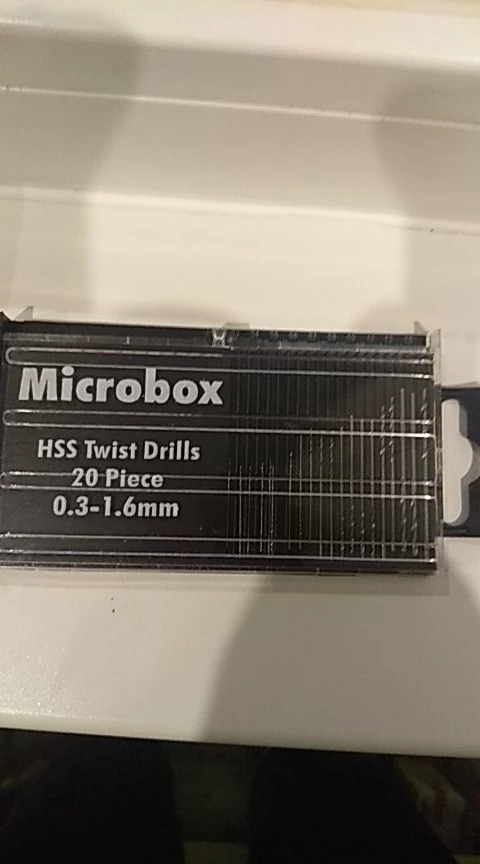 Microbox
HSS Twist Drills
20 Piece
0.3-1.6mm